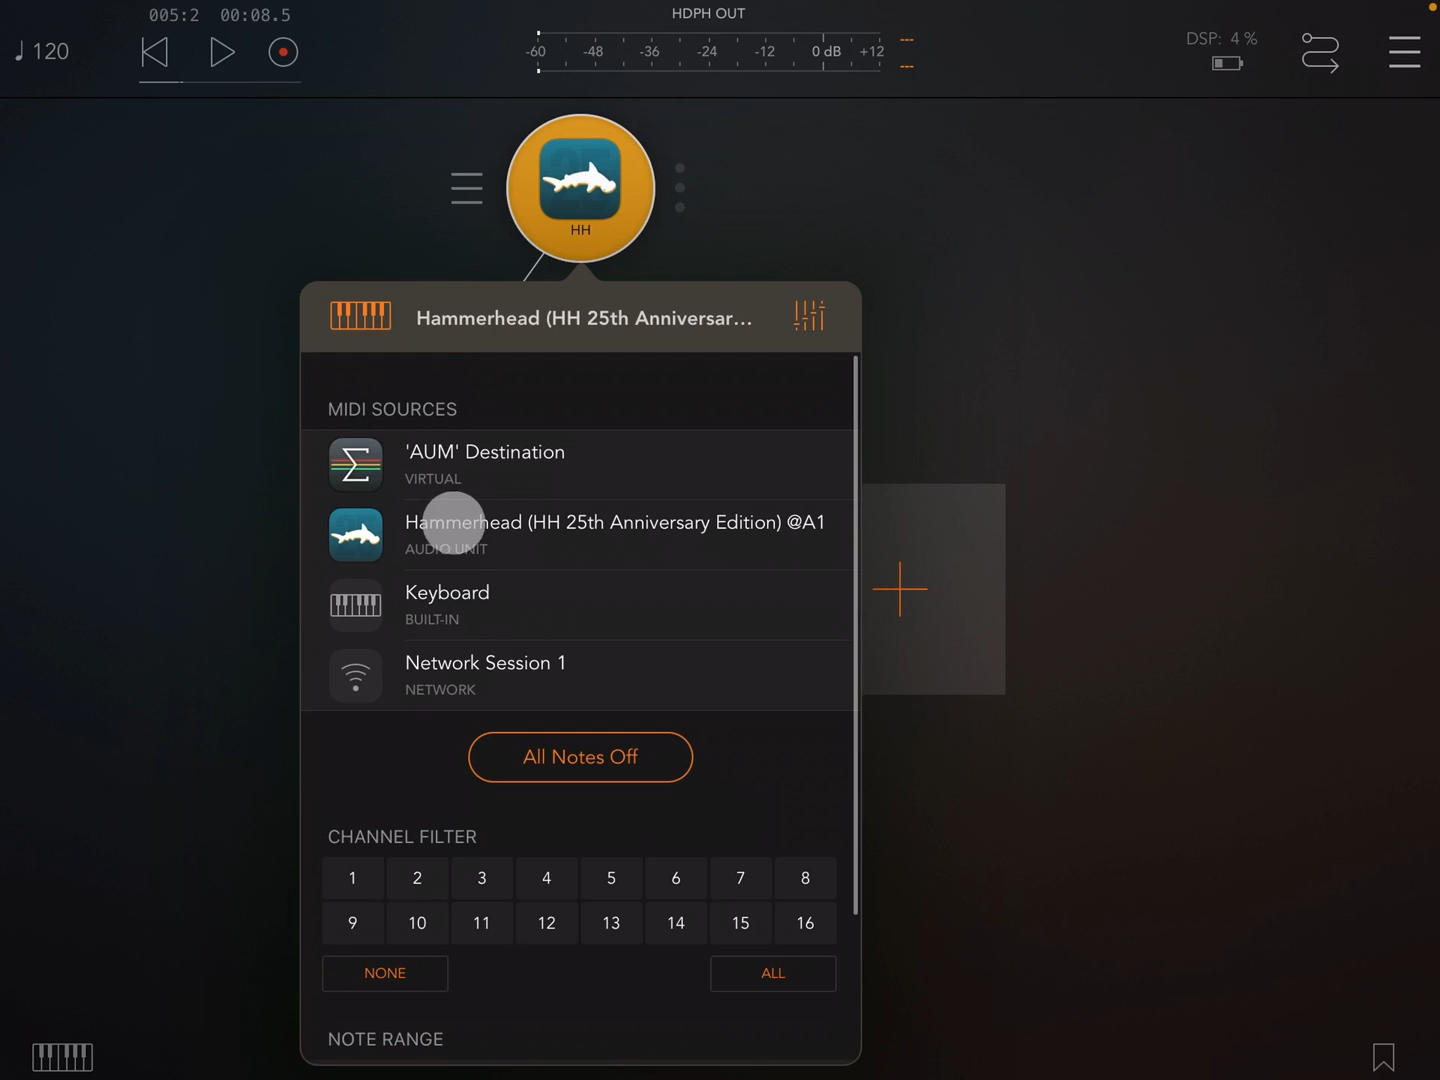 005:2 00:08.5
HDPH OUT
♩ 120
-60 -48 -36 -24 -12 0 dB +12
---
---
DSP: 4 %
HH
Hammerhead (HH 25th Anniversar...
MIDI SOURCES
'AUM' Destination
VIRTUAL
Hammerhead (HH 25th Anniversary Edition) @A1
AUDIO UNIT
Keyboard
BUILT-IN
Network Session 1
NETWORK
All Notes Off
CHANNEL FILTER
1 2 3 4 5 6 7 8
9 10 11 12 13 14 15 16
NONE ALL
NOTE RANGE